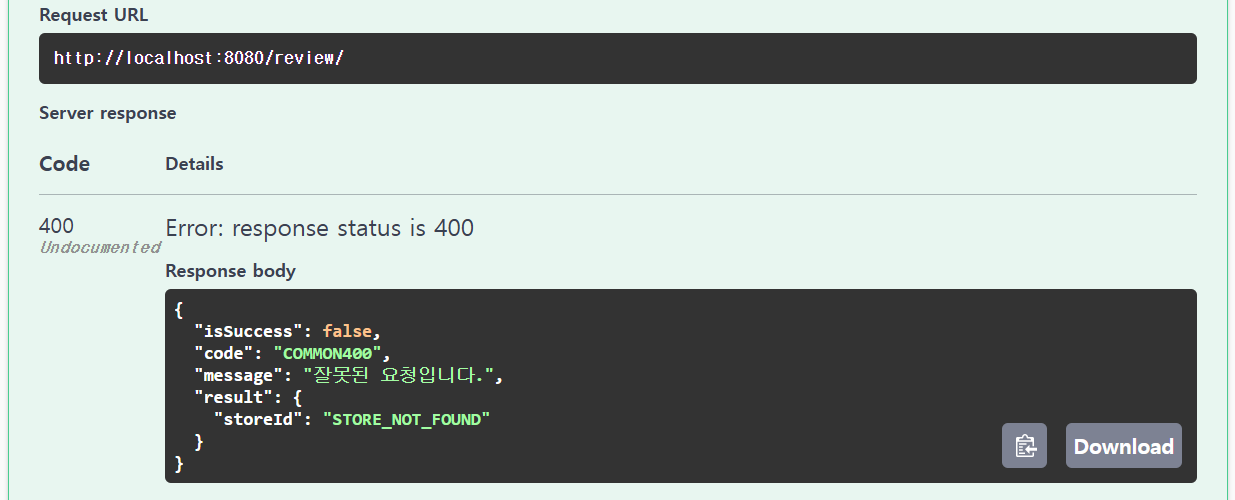 Request URL
http://localhost:8080/review/
Server response
Code Details
400 Error: response status is 400
Undocumented
Response body
{
"isSuccess": false,
"code": "COMMON400",
"message": "잘못된 요청입니다.",
"result": {
"storeId": "STORE_NOT_FOUND"
}
}
Download